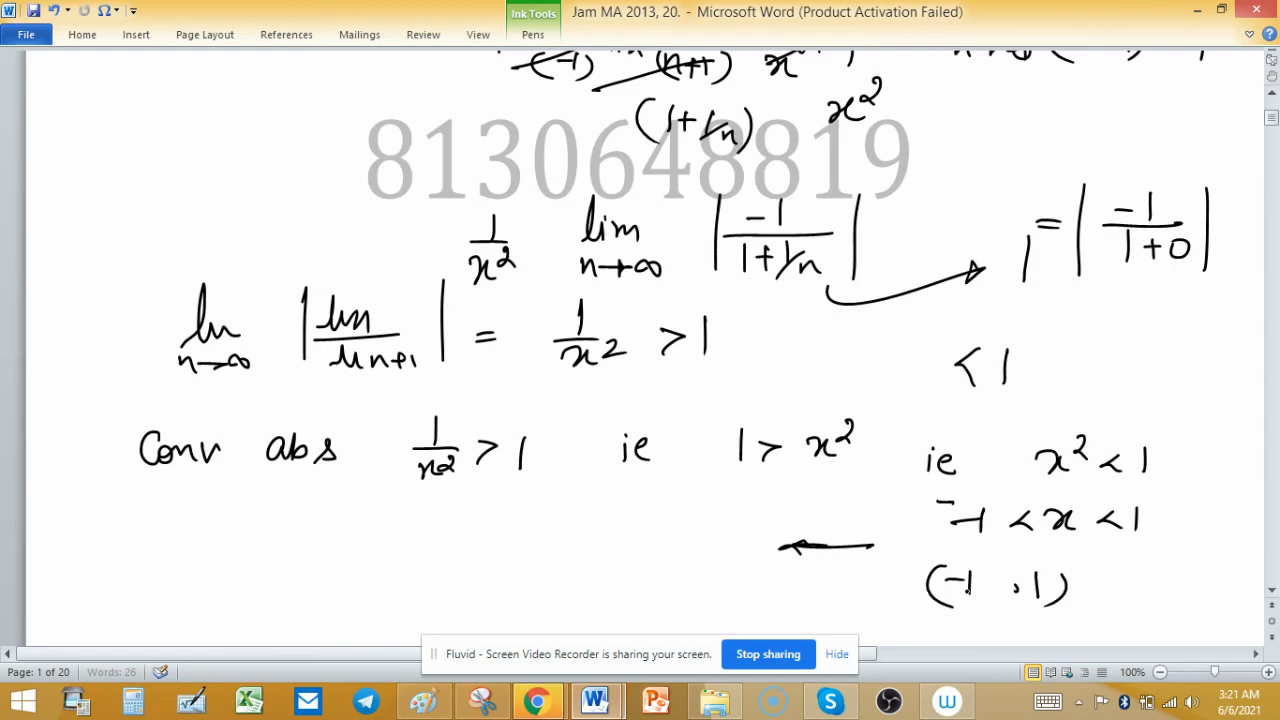 Ink Tools
Jam MA 2013, 20. - Microsoft Word (Product Activation Failed)
File Home Insert Page Layout References Mailings Review View Pens
(-1) (n+1) x
(1+1/n) x²
8130648819
1/x² lim n→∞ |-1/(1+1/n)| 1 = |-1/(1+0)|
lim n→∞ |un/un+1| = 1/x² > 1
< 1
Conv abs 1/x² > 1 ie 1 > x² ie x² < 1
-1 < x < 1
(-1, 1)
Fluvid - Screen Video Recorder is sharing your screen. Stop sharing Hide
Page: 1 of 20 Words: 26 100%
3:21 AM
6/6/2021